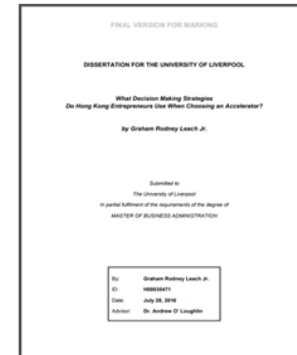 FINAL VERSION FOR MARKING
DISSERTATION FOR THE UNIVERSITY OF LIVERPOOL
What Decision Making Strategies
Do Hong Kong Entrepreneurs Use When Choosing an Accelerator?
by Graham Rodney Leach Jr.
Submitted to
The University of Liverpool
in partial fulfilment of the requirements of the degree of
MASTER OF BUSINESS ADMINISTRATION
By: Graham Rodney Leach Jr.
ID: H00035471
Date: July 28, 2016
Advisor: Dr. Andrew O' Loughlin